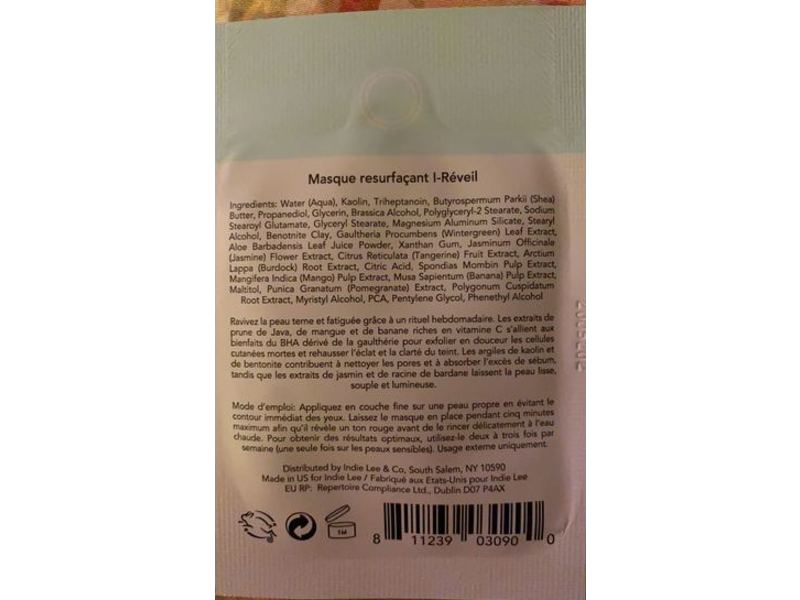 Masque resurfaçant I-Réveil
Ingredients: Water (Aqua), Kaolin, Triheptanoin, Butyrospermum Parkii (Shea)
Butter, Propanediol, Glycerin, Brassica Alcohol, Polyglyceryl-2 Stearate, Sodium
Stearoyl Glutamate, Glyceryl Stearate, Magnesium Aluminum Silicate, Stearyl
Alcohol, Benotnite Clay, Gaultheria Procumbens (Wintergreen) Leaf Extract,
Aloe Barbadensis Leaf Juice Powder, Xanthan Gum, Jasminum Officinale
(Jasmine) Flower Extract, Citrus Reticulata (Tangerine) Fruit Extract, Arctium
Lappa (Burdock) Root Extract, Citric Acid, Spondias Mombin Pulp Extract,
Mangifera Indica (Mango) Pulp Extract, Musa Sapientum (Banana) Pulp Extract,
Maltitol, Punica Granatum (Pomegranate) Extract, Polygonum Cuspidatum
Root Extract, Myristyl Alcohol, PCA, Pentylene Glycol, Phenethyl Alcohol
Ravivez la peau terne et fatiguée grâce à un rituel hebdomadaire. Les extraits de
prune de Java, de mangue et de banane riches en vitamine C s'allient aux
bienfaits du BHA dérivé de la gaulthérie pour exfolier en douceur les cellules
cutanées mortes et rehausser l'éclat et la clarté du teint. Les argiles de kaolin et
de bentonite contribuent à nettoyer les pores et à absorber l'excès de sébum,
tandis que les extraits de jasmin et de racine de bardane laissent la peau lisse,
souple et lumineuse.
Mode d'emploi: Appliquez en couche fine sur une peau propre en évitant le
contour immédiat des yeux. Laissez le masque en place pendant cinq minutes
maximum afin qu'il révèle un ton rouge avant de le rincer délicatement à l'eau
chaude. Pour obtenir des résultats optimaux, utilisez-le deux à trois fois par
semaine (une seule fois sur les peaux sensibles). Usage externe uniquement.
Distributed by Indie Lee & Co, South Salem, NY 10590
Made in US for Indie Lee / Fabriqué aux Etats-Unis pour Indie Lee
EU RP: Repertoire Compliance Ltd., Dublin D07 P4AX
8 11239 03090 0